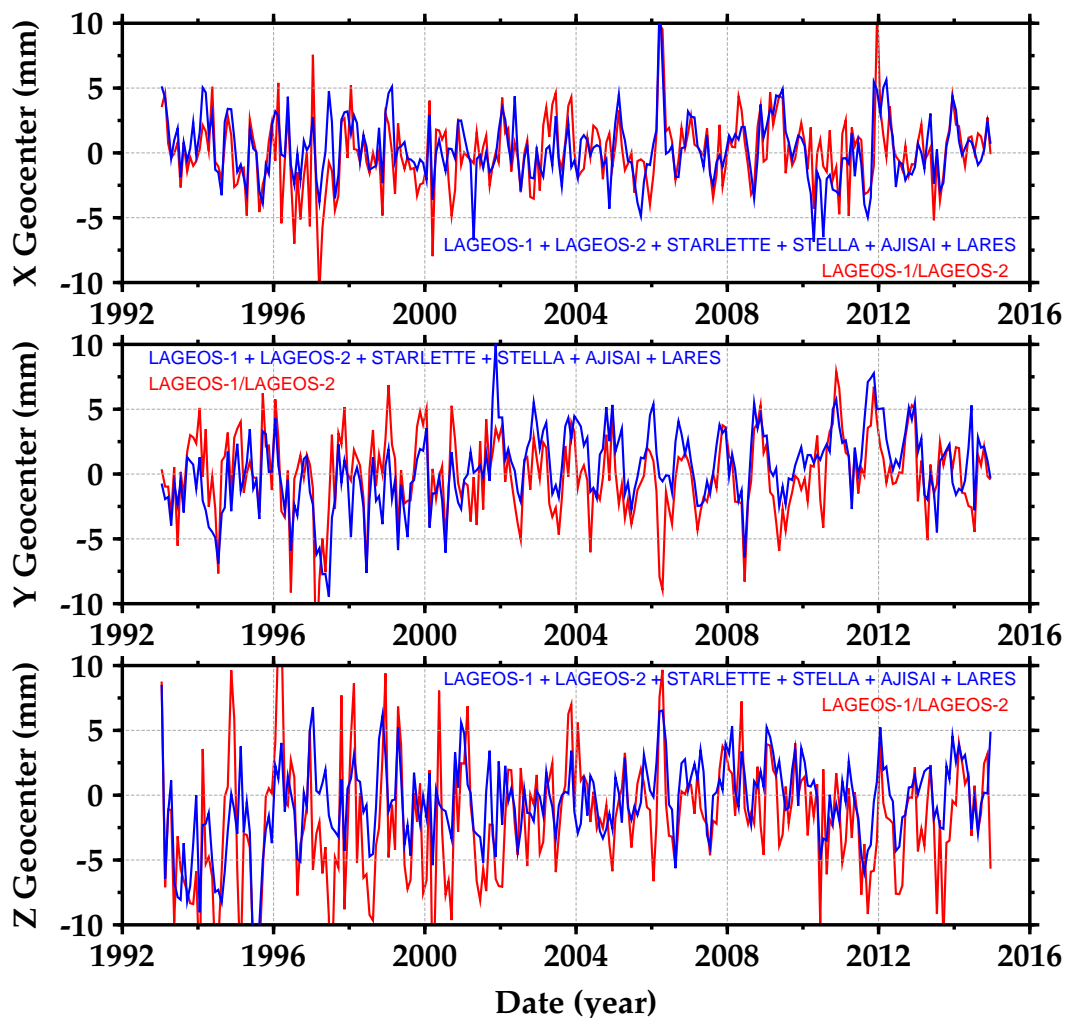 10
5
0
-5
-10
X Geocenter (mm)
LAGEOS-1 + LAGEOS-2 + STARLETTE + STELLA + AJISAI + LARES
LAGEOS-1/LAGEOS-2
1992 1996 2000 2004 2008 2012 2016
10
5
0
-5
-10
Y Geocenter (mm)
LAGEOS-1 + LAGEOS-2 + STARLETTE + STELLA + AJISAI + LARES
LAGEOS-1/LAGEOS-2
1992 1996 2000 2004 2008 2012 2016
10
5
0
-5
-10
Z Geocenter (mm)
LAGEOS-1 + LAGEOS-2 + STARLETTE + STELLA + AJISAI + LARES
LAGEOS-1/LAGEOS-2
1992 1996 2000 2004 2008 2012 2016
Date (year)